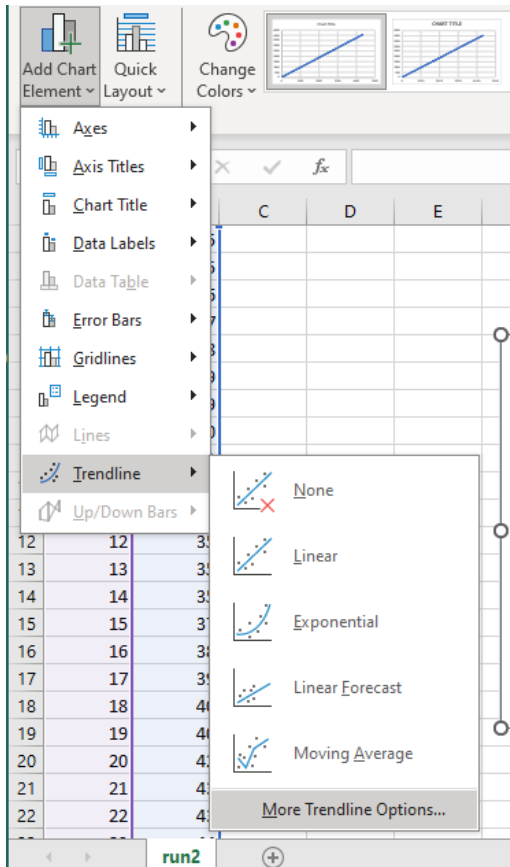 Add Chart Element
Quick Layout
Change Colors
CHART TITLE
Axes
Axis Titles
fx
Chart Title
C D E
Data Labels
Data Table
Error Bars
Gridlines
Legend
Lines
Trendline
None
Up/Down Bars
12 12
Linear
13 13
14 14
15 15
Exponential
16 16
17 17
Linear Forecast
18 18
19 19
20 20
Moving Average
21 21
22 22
More Trendline Options...
run2